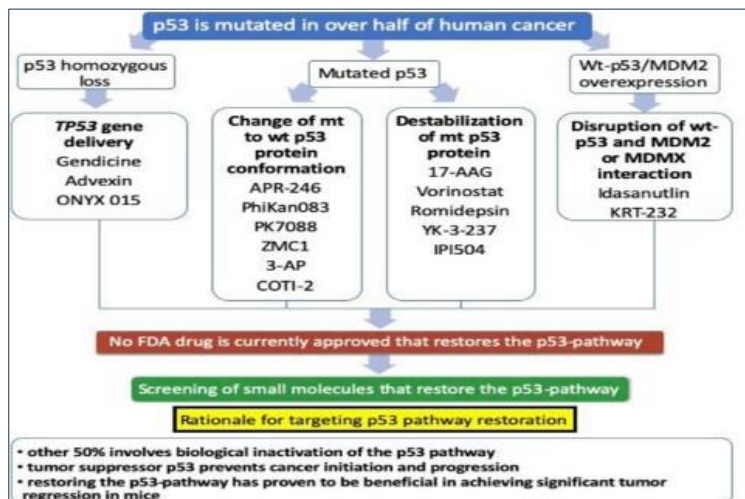 p53 is mutated in over half of human cancer
p53 homozygous
loss
Mutated p53
Wt-p53/MDM2
overexpression
TP53 gene
delivery
Gendicine
Advexin
ONYX 015
Change of mt
to wt p53
protein
conformation
APR-246
PhiKan083
PK7088
ZMC1
3-AP
COTI-2
Destabilization
of mt p53
protein
17-AAG
Vorinostat
Romidepsin
YK-3-237
IPI504
Disruption of wt-
p53 and MDM2
or MDMX
interaction
Idasanutlin
KRT-232
No FDA drug is currently approved that restores the p53-pathway
Screening of small molecules that restore the p53-pathway
Rationale for targeting p53 pathway restoration
• other 50% involves biological inactivation of the p53 pathway
• tumor suppressor p53 prevents cancer initiation and progression
• restoring the p53-pathway has proven to be beneficial in achieving significant tumor
regression in mice